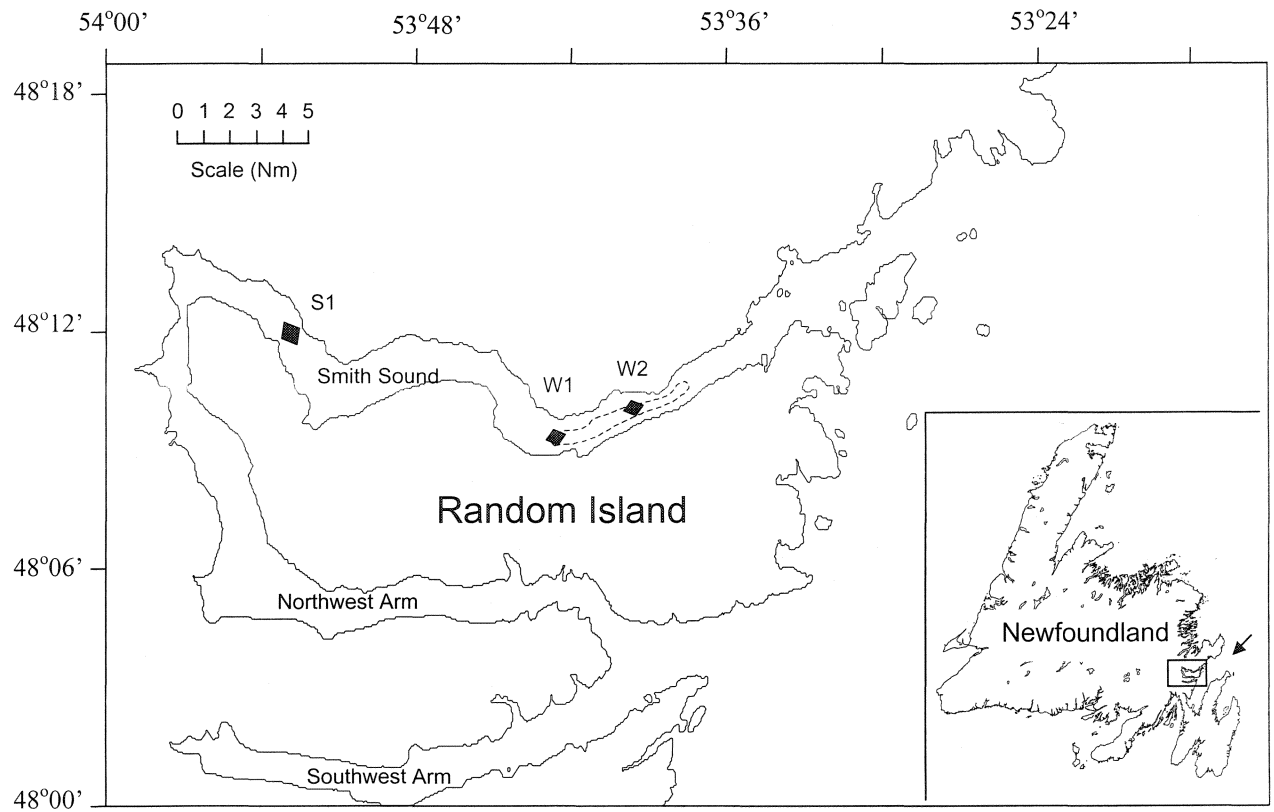 54°00’ 53°48’ 53°36’ 53°24’
48°18’
0 1 2 3 4 5
Scale (Nm)
S1
48°12’
Smith Sound
W1 W2
Random Island
48°06’
Northwest Arm
Newfoundland
Southwest Arm
48°00’